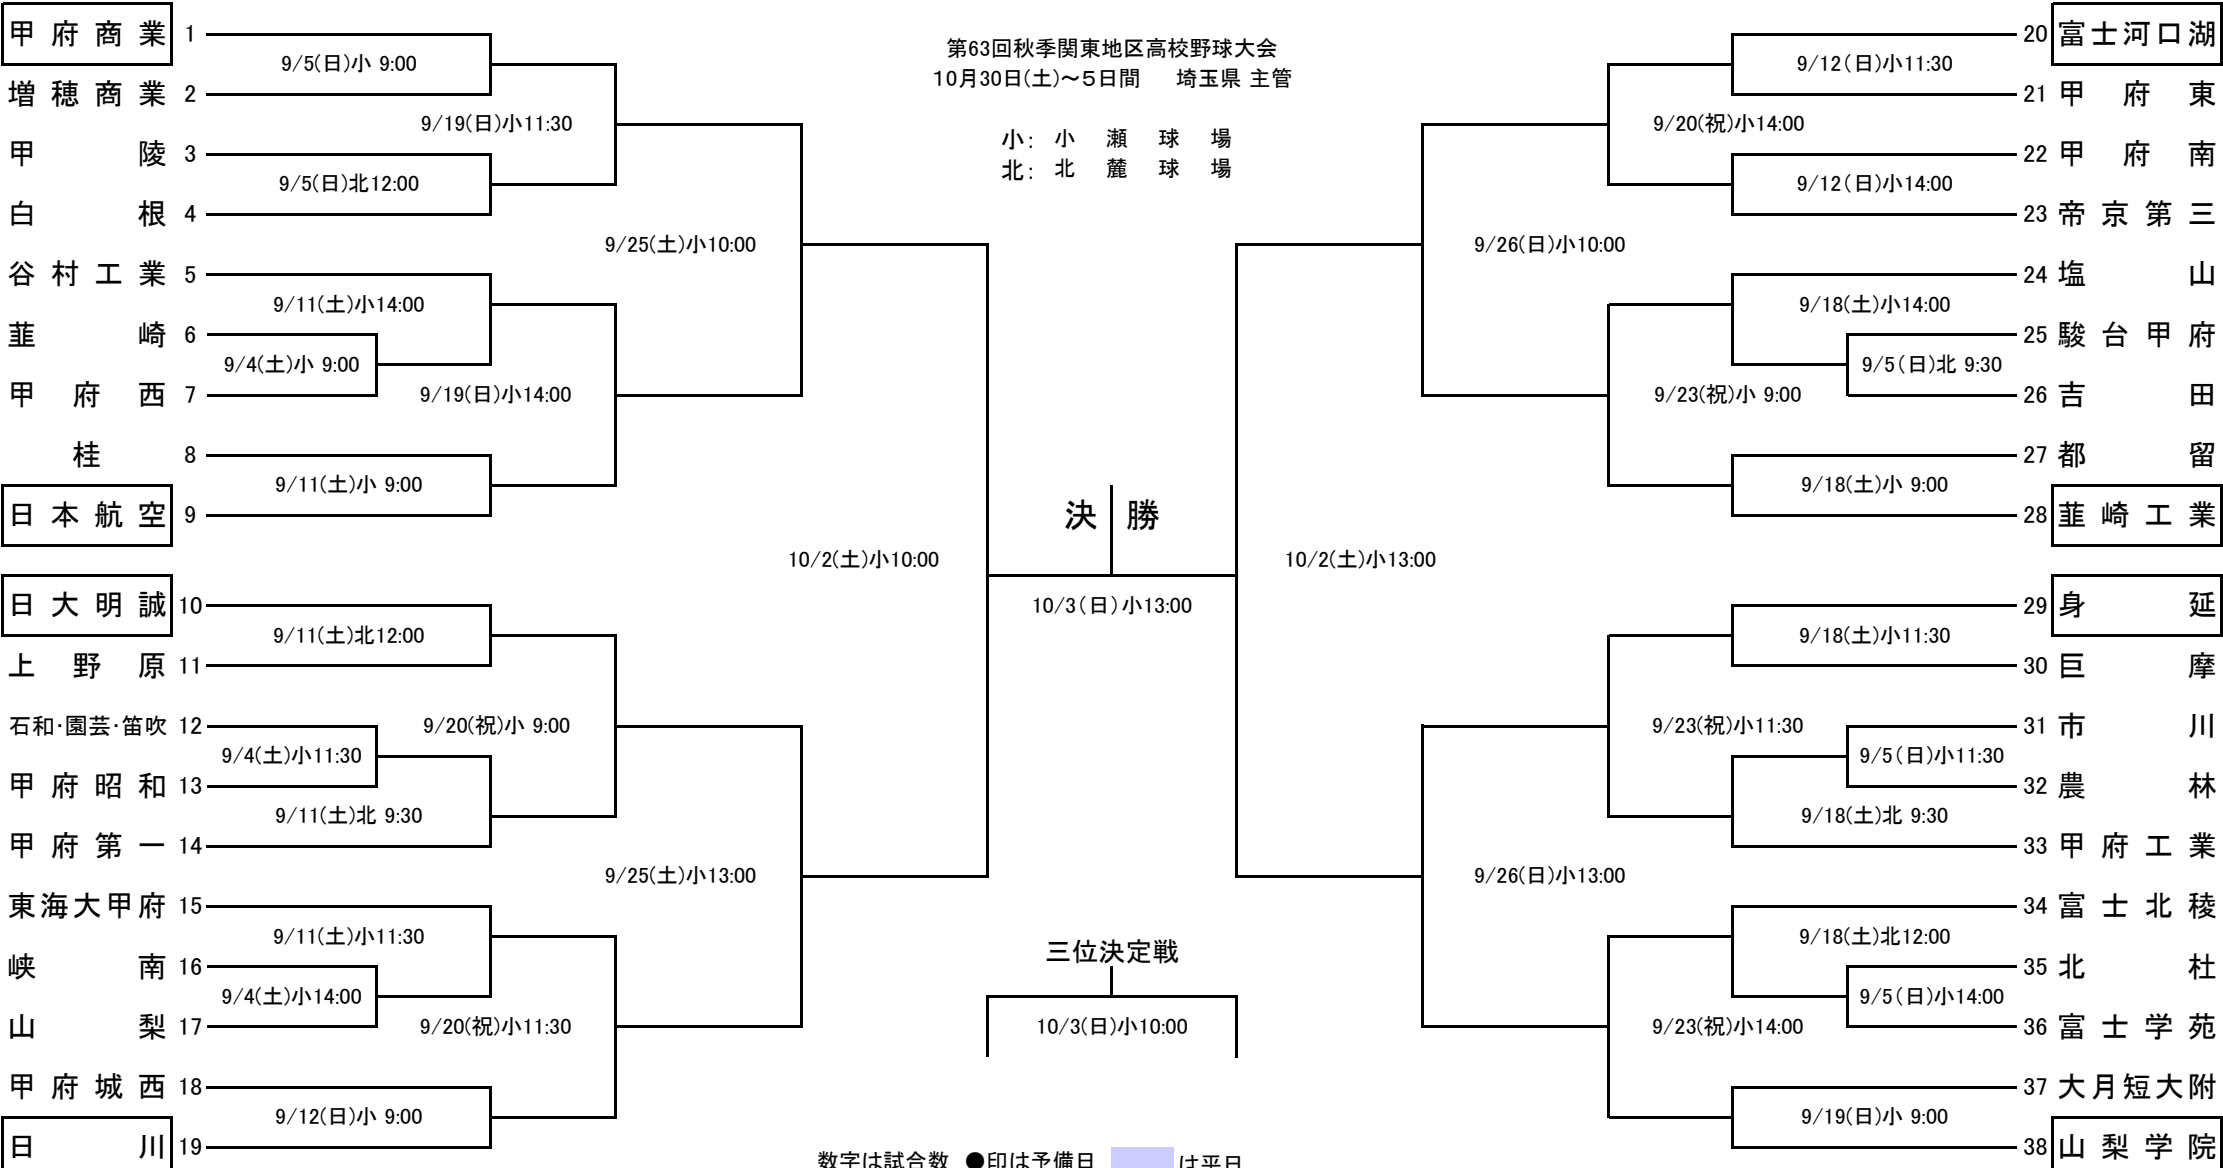 第63回秋季関東地区高校野球大会
10月30日(土)～5日間 埼玉県 主管
小: 小瀬球場
北: 北麓球場
甲府商業 1
9/5(日)小 9:00
増穂商業 2
9/19(日)小11:30
甲陵 3
9/5(日)北12:00
白根 4
9/25(土)小10:00
谷村工業 5
9/11(土)小14:00
韮崎 6
9/4(土)小 9:00
甲府西 7
9/19(日)小14:00
桂 8
9/11(土)小 9:00
日本航空 9
10/2(土)小10:00
日大明誠 10
9/11(土)北12:00
上野原 11
石和・園芸・笛吹 12
9/20(祝)小 9:00
9/4(土)小11:30
甲府昭和 13
9/11(土)北 9:30
甲府第一 14
9/25(土)小13:00
東海大甲府 15
9/11(土)小11:30
峡南 16
9/4(土)小14:00
山梨 17
9/20(祝)小11:30
甲府城西 18
9/12(日)小 9:00
日川 19
決勝
10/3(日)小13:00
三位決定戦
10/3(日)小10:00
20 富士河口湖
9/12(日)小11:30
21 甲府東
9/20(祝)小14:00
22 甲府南
9/12(日)小14:00
23 帝京第三
9/26(日)小10:00
24 塩山
9/18(土)小14:00
25 駿台甲府
9/5(日)北 9:30
26 吉田
9/23(祝)小 9:00
27 都留
9/18(土)小 9:00
28 韮崎工業
10/2(土)小13:00
29 身延
9/18(土)小11:30
30 巨摩
9/23(祝)小11:30
31 市川
9/5(日)小11:30
32 農林
9/18(土)北 9:30
33 甲府工業
9/26(日)小13:00
34 富士北稜
9/18(土)北12:00
35 北杜
9/5(日)小14:00
36 富士学苑
9/23(祝)小14:00
37 大月短大附
9/19(日)小 9:00
38 山梨学院
数字は試合数 ●印は予備日 は平日